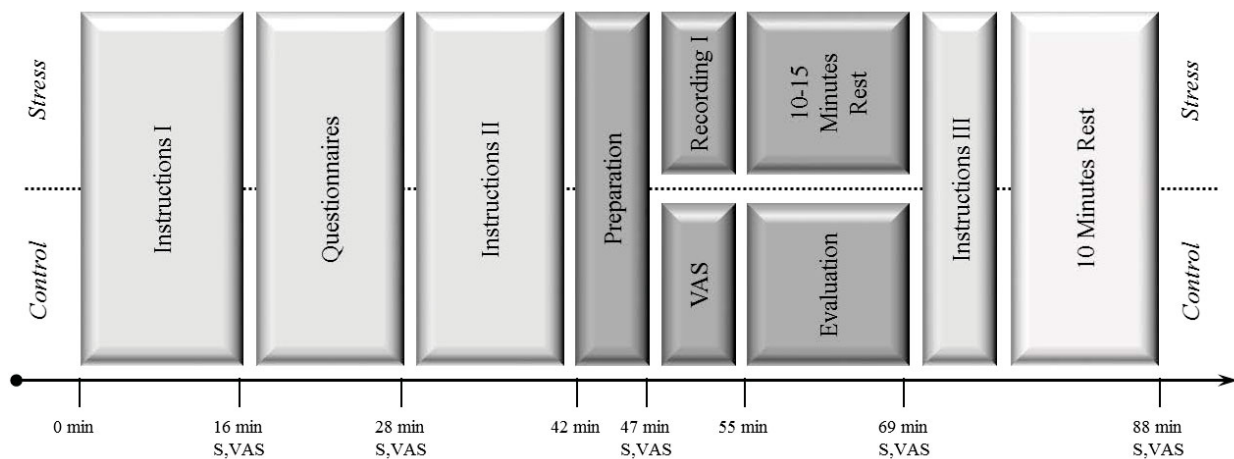 Stress
Control
Instructions I
Questionnaires
Instructions II
Preparation
Recording I
VAS
10-15
Minutes
Rest
Evaluation
Instructions III
10 Minutes Rest
Stress
Control
0 min
16 min
S,VAS
28 min
S,VAS
42 min
47 min
S,VAS
55 min
69 min
S,VAS
88 min
S,VAS